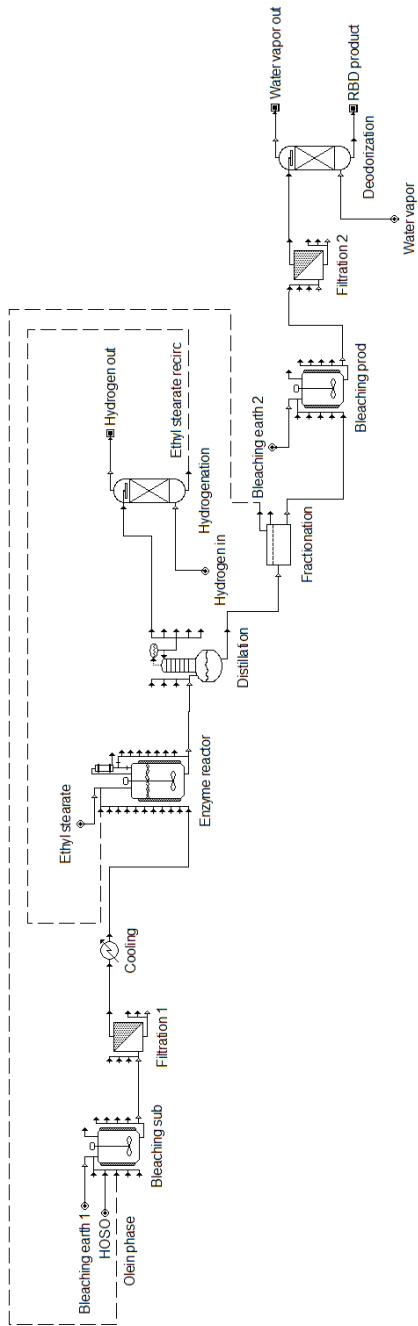 Bleaching earth 1
HOSO
Olein phase
Bleaching sub
Filtration 1
Cooling
Ethyl stearate
Enzyme reactor
Distillation
Hydrogen in
Hydrogenation
Hydrogen out
Ethyl stearate recirc
Fractionation
Bleaching earth 2
Bleaching prod
Filtration 2
Water vapor
Deodorization
Water vapor out
RBD product